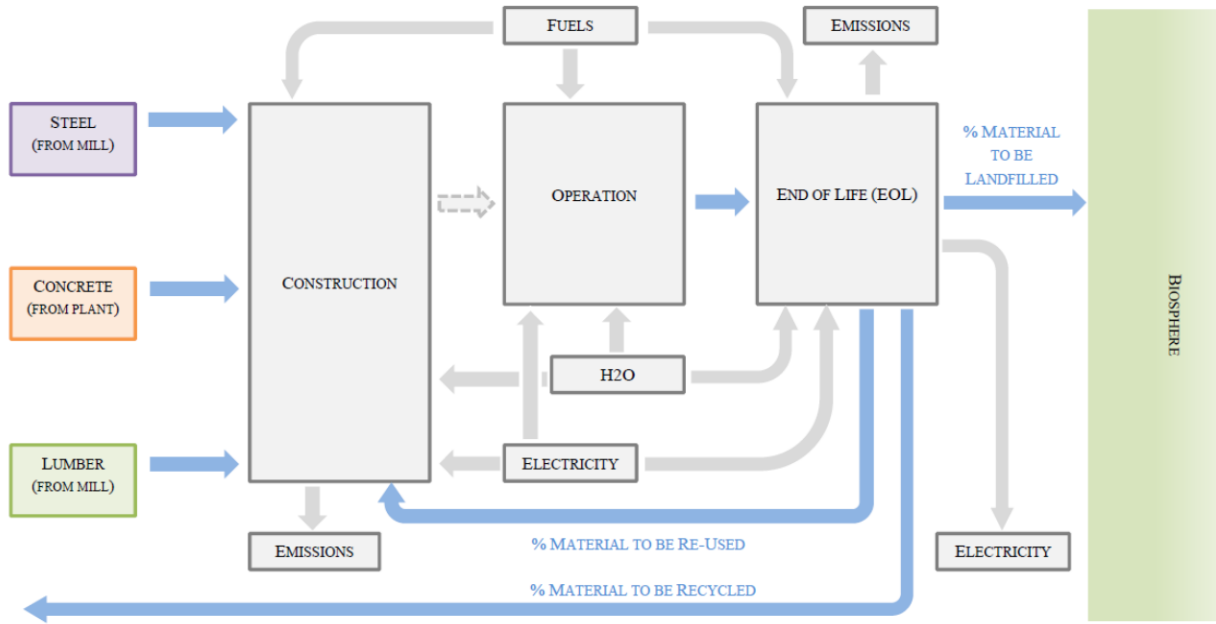 FUELS
EMISSIONS
STEEL
(FROM MILL)
% MATERIAL
TO BE
LANDFILLED
OPERATION
END OF LIFE (EOL)
CONCRETE
(FROM PLANT)
CONSTRUCTION
BIOSPHERE
H2O
LUMBER
(FROM MILL)
ELECTRICITY
EMISSIONS
% MATERIAL TO BE RE-USED
ELECTRICITY
% MATERIAL TO BE RECYCLED